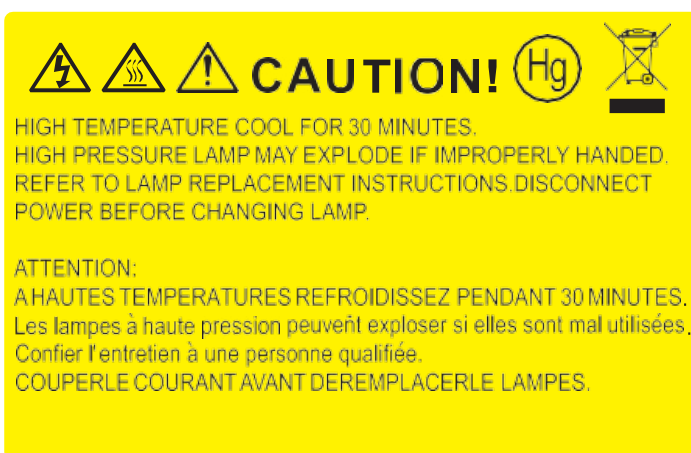 CAUTION! Hg
HIGH TEMPERATURE COOL FOR 30 MINUTES.
HIGH PRESSURE LAMP MAY EXPLODE IF IMPROPERLY HANDED.
REFER TO LAMP REPLACEMENT INSTRUCTIONS.DISCONNECT
POWER BEFORE CHANGING LAMP.
ATTENTION:
A HAUTES TEMPERATURES REFROIDISSEZ PENDANT 30 MINUTES.
Les lampes à haute pression peuveńt exploser si elles sont mal utilisées.
Confier l'entretien à une personne qualifiée.
COUPERLE COURANT AVANT DEREMPLACERLE LAMPES.